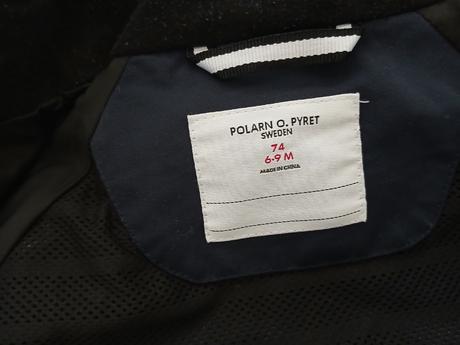 POLARN O. PYRET
SWEDEN
74
6-9 M
MADE IN CHINA